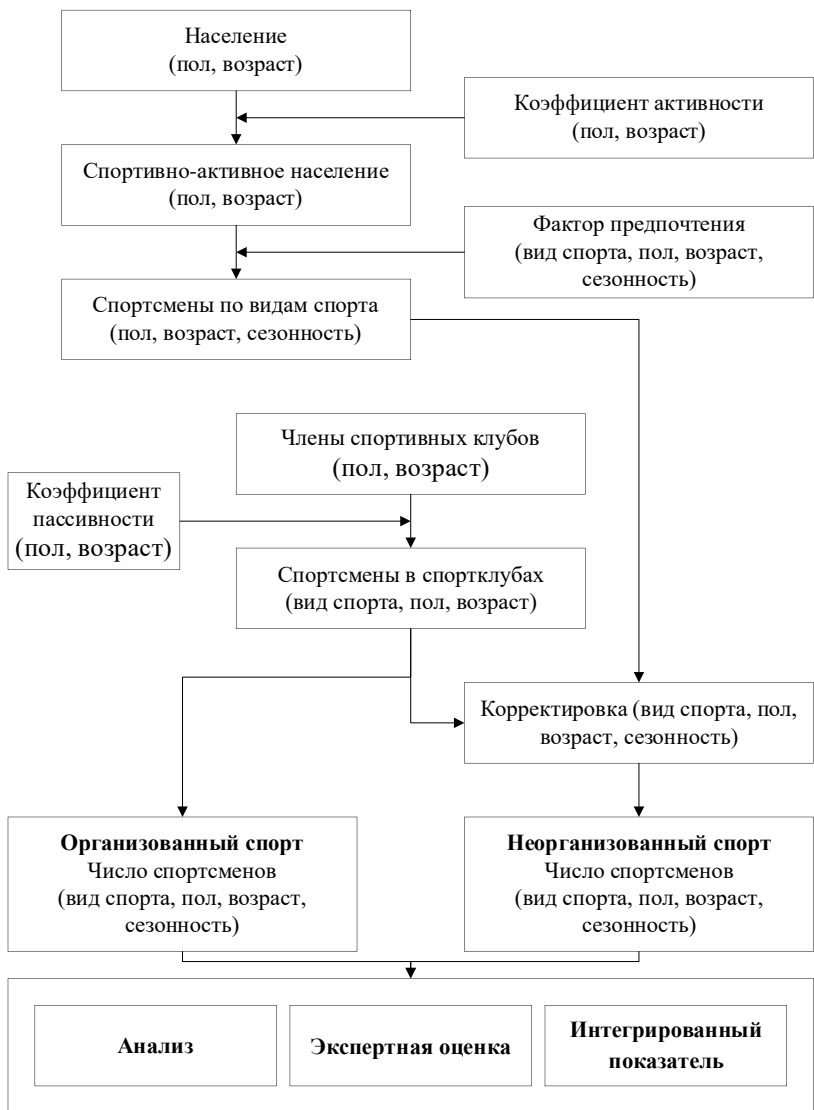 Население
(пол, возраст)
Коэффициент активности
(пол, возраст)
Спортивно-активное население
(пол, возраст)
Фактор предпочтения
(вид спорта, пол, возраст,
сезонность)
Спортсмены по видам спорта
(пол, возраст, сезонность)
Члены спортивных клубов
(пол, возраст)
Коэффициент
пассивности
(пол, возраст)
Спортсмены в спортклубах
(вид спорта, пол, возраст)
Корректировка (вид спорта, пол,
возраст, сезонность)
Организованный спорт
Число спортсменов
(вид спорта, пол, возраст,
сезонность)
Неорганизованный спорт
Число спортсменов
(вид спорта, пол, возраст,
сезонность)
Анализ
Экспертная оценка
Интегрированный
показатель